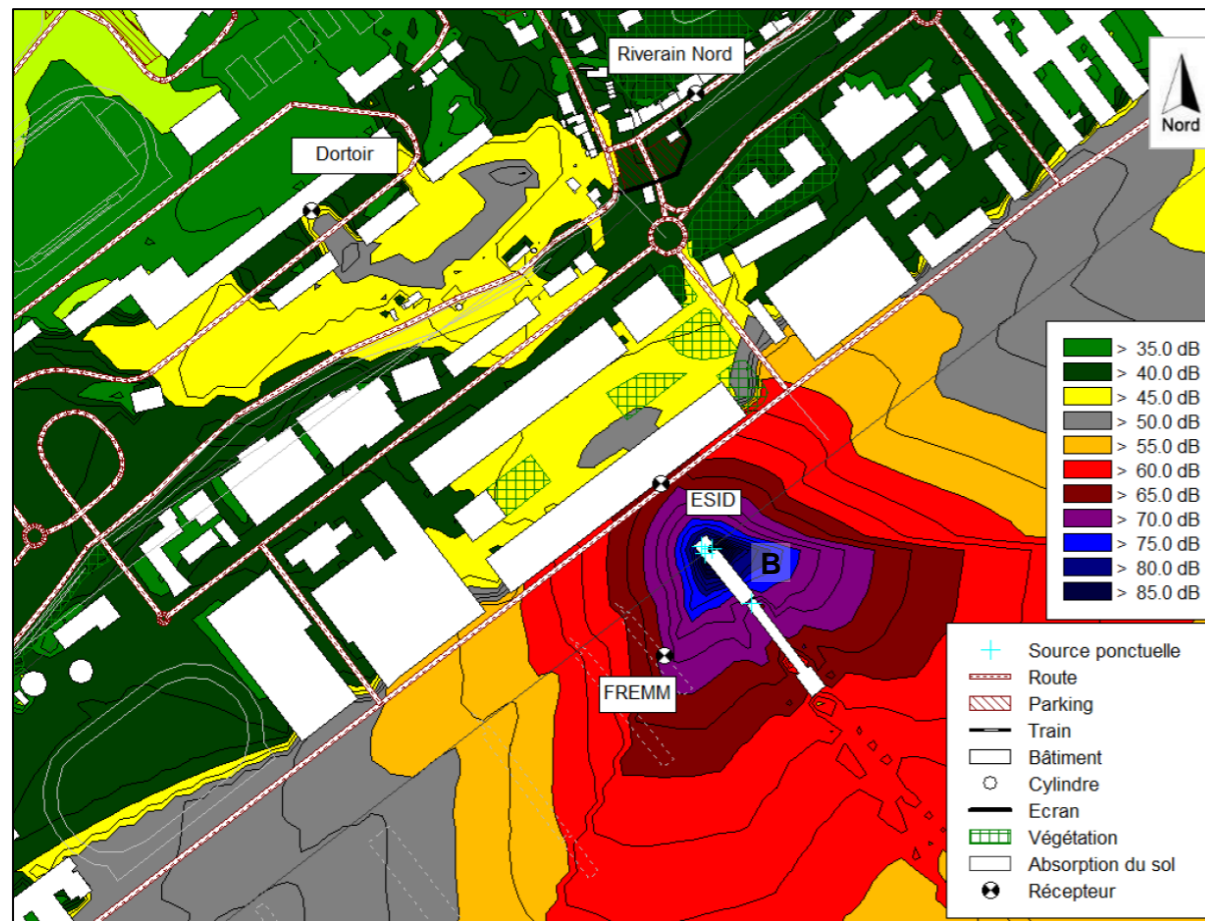 Riverain Nord
Nord
Dortoir
> 35.0 dB
> 40.0 dB
> 45.0 dB
> 50.0 dB
> 55.0 dB
> 60.0 dB
> 65.0 dB
> 70.0 dB
> 75.0 dB
> 80.0 dB
> 85.0 dB
ESID
B
FREMM
Source ponctuelle
Route
Parking
Train
Bâtiment
Cylindre
Ecran
Végétation
Absorption du sol
Récepteur